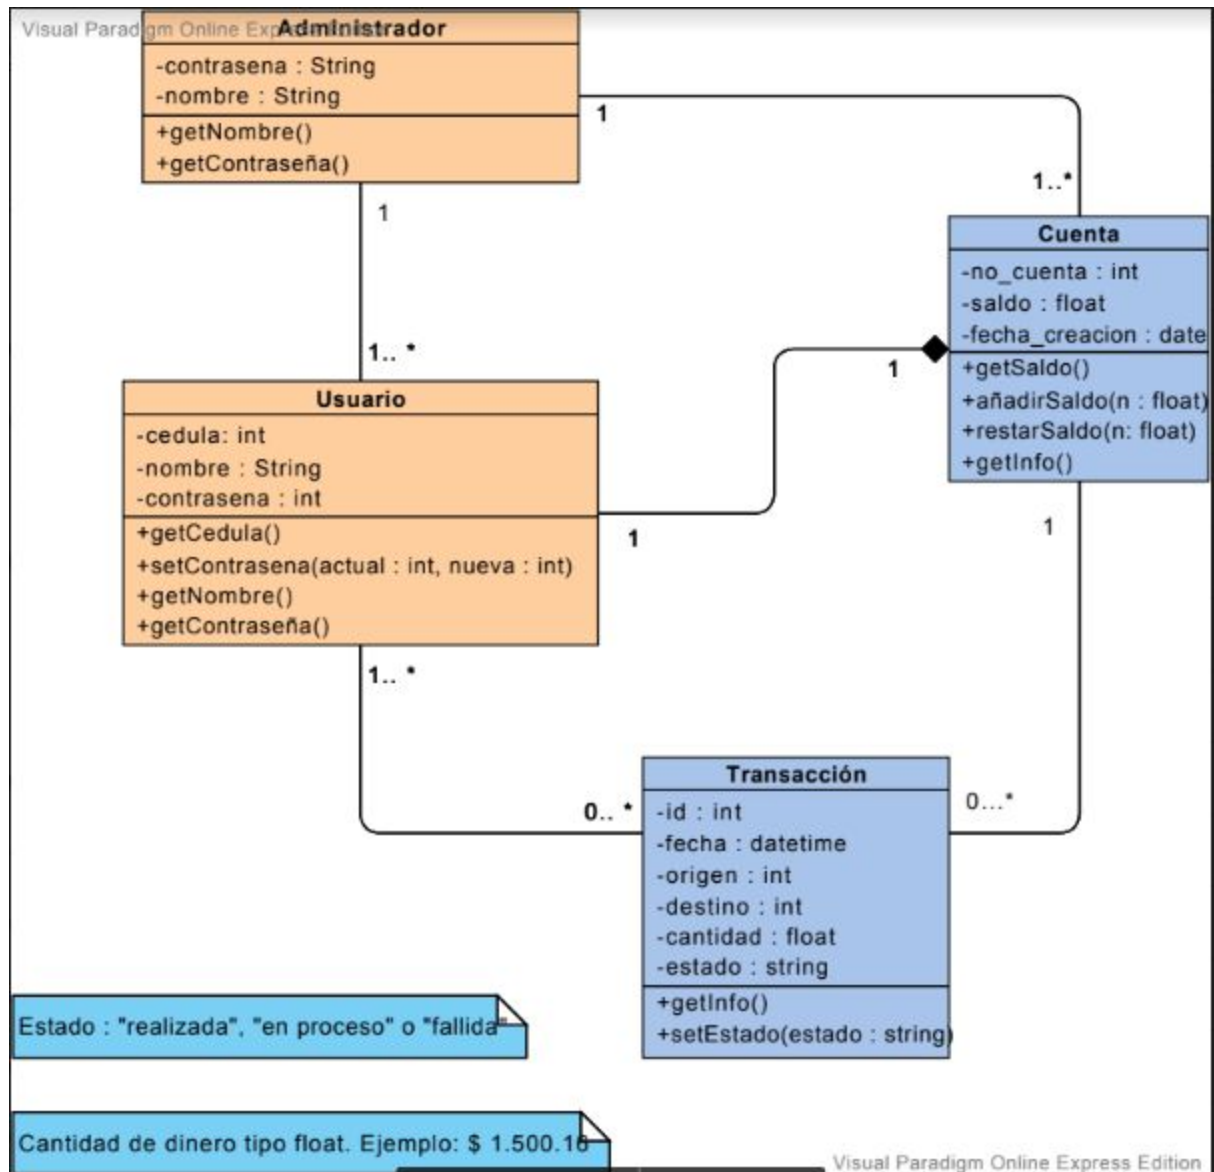 Visual Paradigm Online Express Edition
Administrador
-contrasena : String
-nombre : String
+getNombre()
+getContraseña()
1
1..*
1
1.. *
Cuenta
-no_cuenta : int
-saldo : float
-fecha_creacion : date
+getSaldo()
+añadirSaldo(n : float)
+restarSaldo(n: float)
+getInfo()
1
1
1
Usuario
-cedula: int
-nombre : String
-contrasena : int
+getCedula()
+setContrasena(actual : int, nueva : int)
+getNombre()
+getContraseña()
1.. *
0.. *
0...*
Transacción
-id : int
-fecha : datetime
-origen : int
-destino : int
-cantidad : float
-estado : string
+getInfo()
+setEstado(estado : string)
Estado : "realizada", "en proceso" o "fallida"
Cantidad de dinero tipo float. Ejemplo: $ 1.500.16
Visual Paradigm Online Express Edition